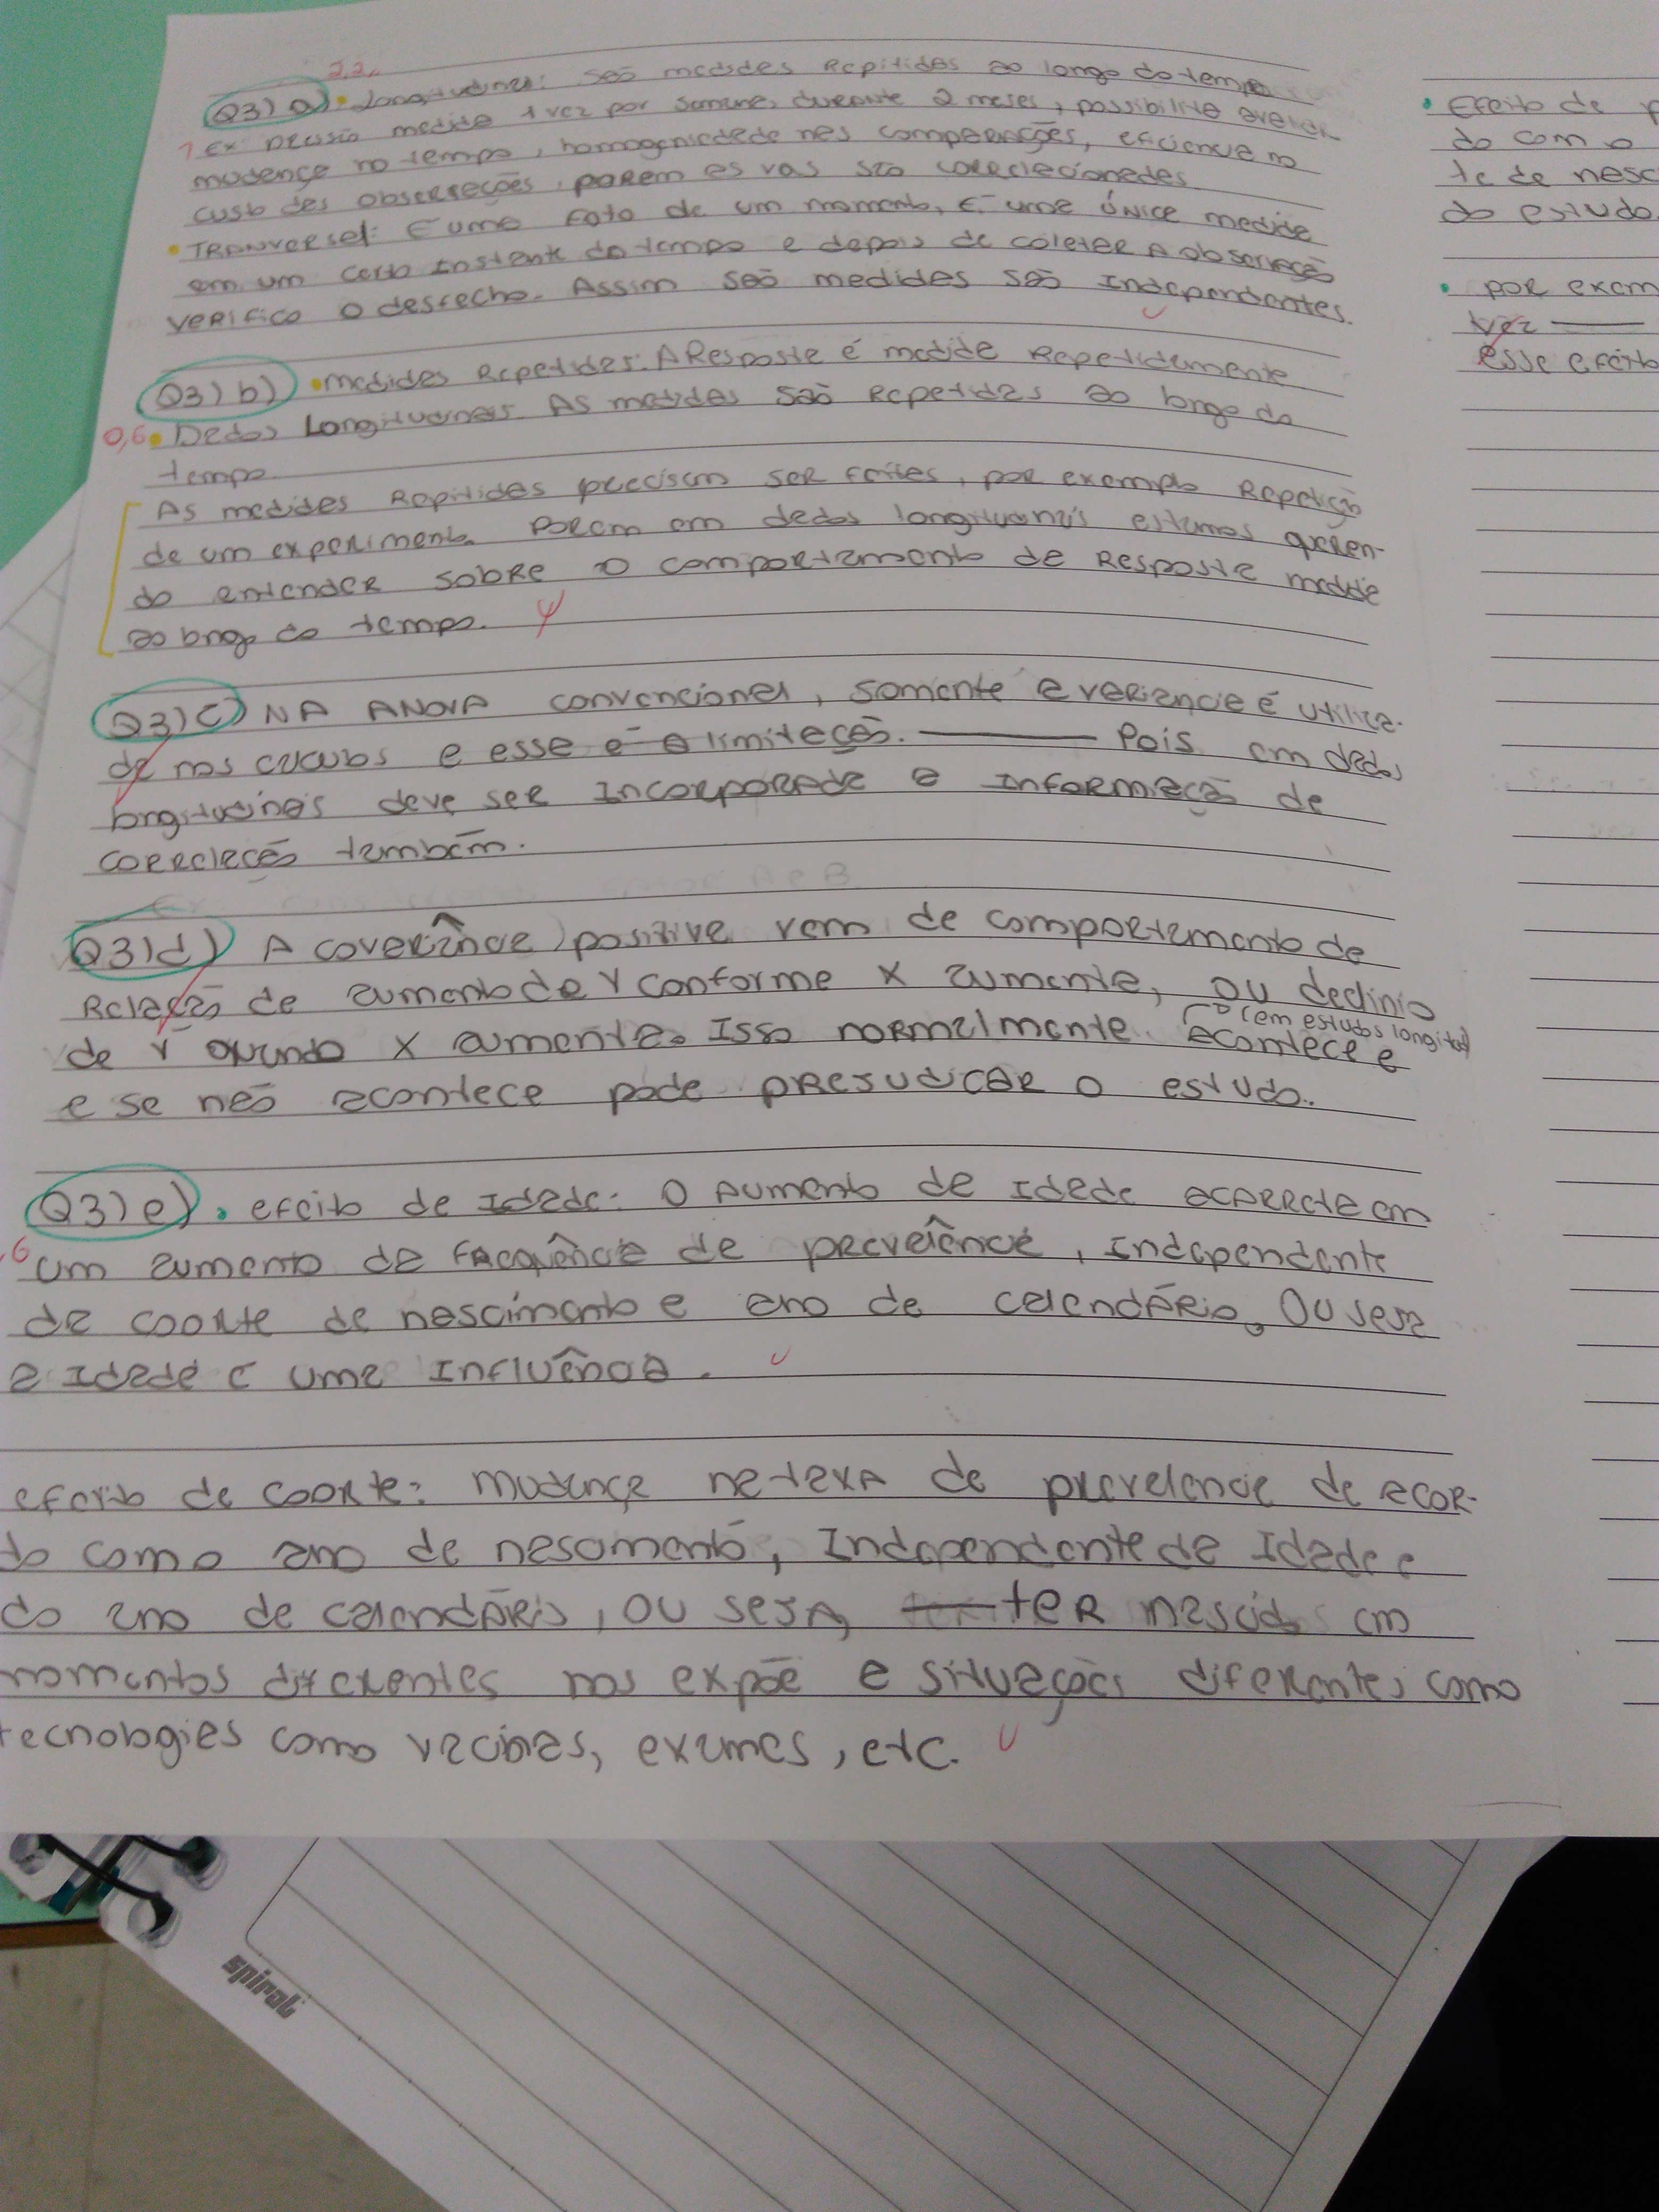 2,2
Q3) a) • Longitudinal: São medidas Repitidas ao longo do tempo
1 Ex: pressão medida 1 vez por semana, durante 2 meses, possibilita avaliar
mudança no tempo, homogeniedade nas comparações, eficiencia no
custo das observações, porem as vas são correlacionadas
• TRANVERSal: É uma foto de um momento, É uma ÚNICA medida
em um certo Instante do tempo e depois de coletar A observação
VERIFICO O desfecho. Assim São medidas São Independentes.
Q3) b) • medidas Repetidas: A Resposta é medida Repetidamente
0,6 • Dados Longitudinais As medidas São Repetidas ao longo do
tempo
As medidas Repitidas precisam SER feitas, por exemplo Repetição
de um experimento. Porem em dados longitudinais estamos queren-
do entender sobre o comportamento da Resposta média
ao longo do tempo.
Q3) c) NA ANOVA convencional, somente a variancia é utiliza-
da nos cálculos e esse é a limitação. Pois em dados
longitudinais deve ser Incorporada a Informação de
correlação também.
Q3) d) A covariância positiva vem de comportamento de
Relação de aumento de Y conforme X aumenta, ou declinio
de Y quando X aumenta. Isso normalmente acontece e
(em estudos longitud)
e se não acontece pode presudicar o estudo.
Q3) e) • efeito de Idade: O Aumento de Idade acarreta em
,6 um aumento da frequência de prevalência, Independente
da coorte de nascimento e ano de calendário, Ou seja
a Idade é uma Influência.
efeito de coorte: mudança na taxa de prevalencia de acor-
do com o ano de nascimento, Independente da Idade e
do ano de calendário, ou seja, ter nascido em
momentos diferentes nos expõe a situações diferentes como
tecnologias como vacinas, exames, etc.
• Efeito de
do com o
te de nasc
do estudo
• por exem
vez
esse efeito
spiral